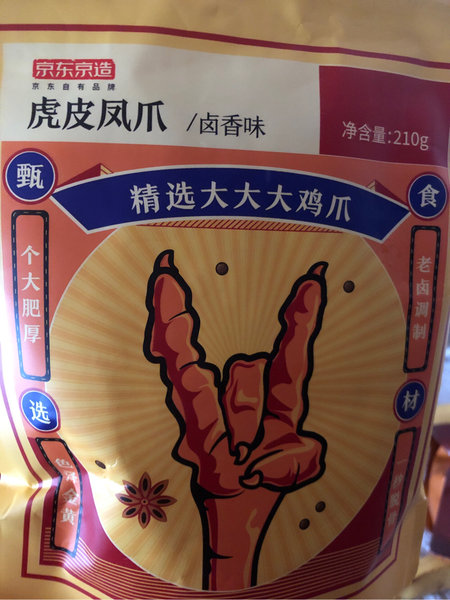 京东京造
京东自有品牌
虎皮凤爪 /卤香味
净含量:210g
甄
食
精选大大大鸡爪
个大肥厚
老卤调制
选
材